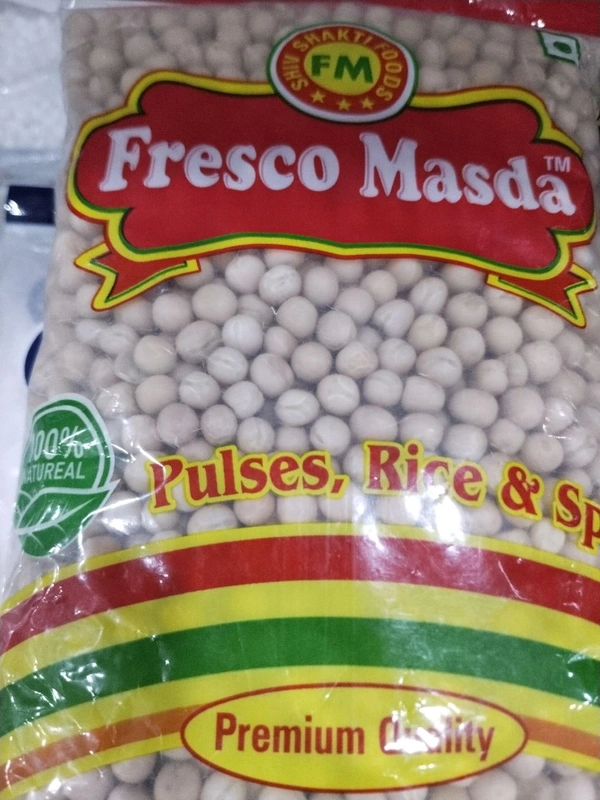 SHIV SHAKTI FOODS
FM
Fresco Masda™
100%
NATUREAL
Pulses, Rice & Sp
Premium Quality